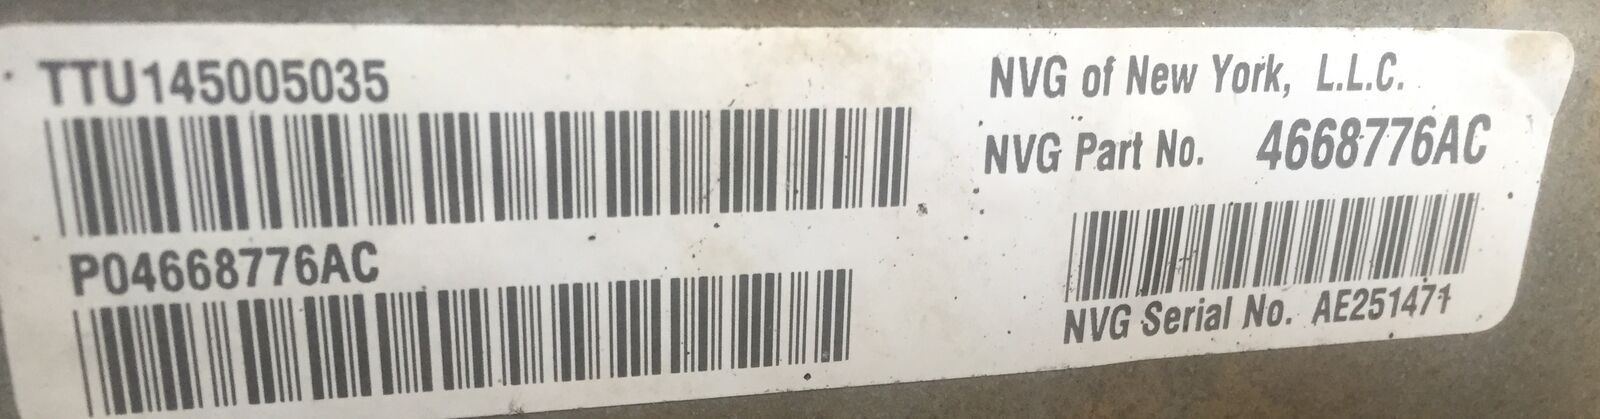 TTU145005035
P04668776AC
NVG of New York, L.L.C.
NVG Part No. 4668776AC
NVG Serial No. AE251471